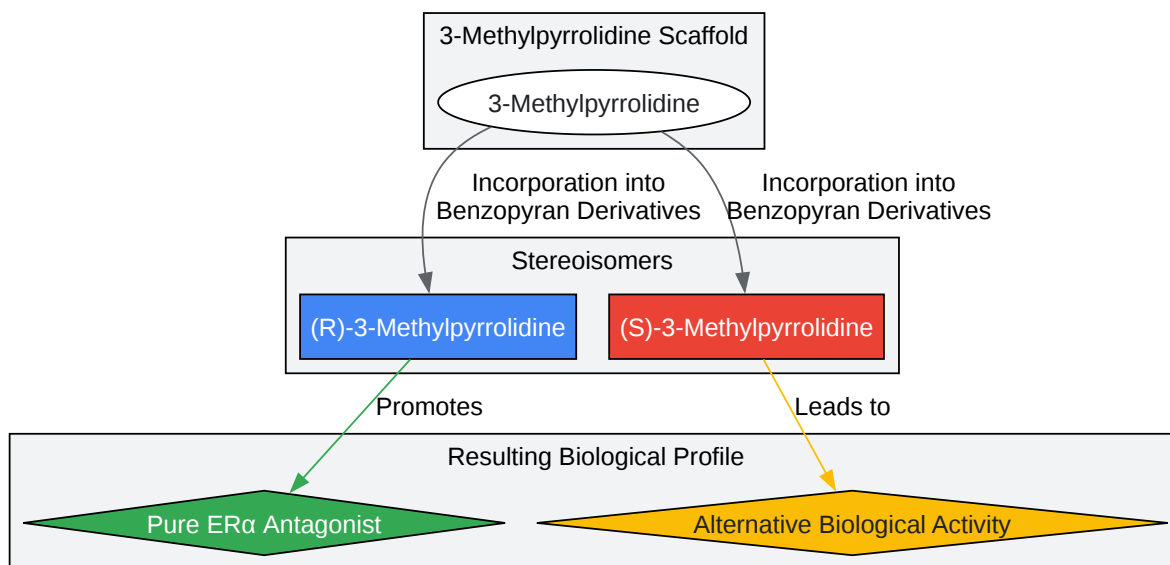 3-Methylpyrrolidine Scaffold
3-Methylpyrrolidine
Incorporation into
Benzopyran Derivatives
Incorporation into
Benzopyran Derivatives
Stereoisomers
(R)-3-Methylpyrrolidine
(S)-3-Methylpyrrolidine
Promotes
Leads to
Resulting Biological Profile
Pure ERα Antagonist
Alternative Biological Activity